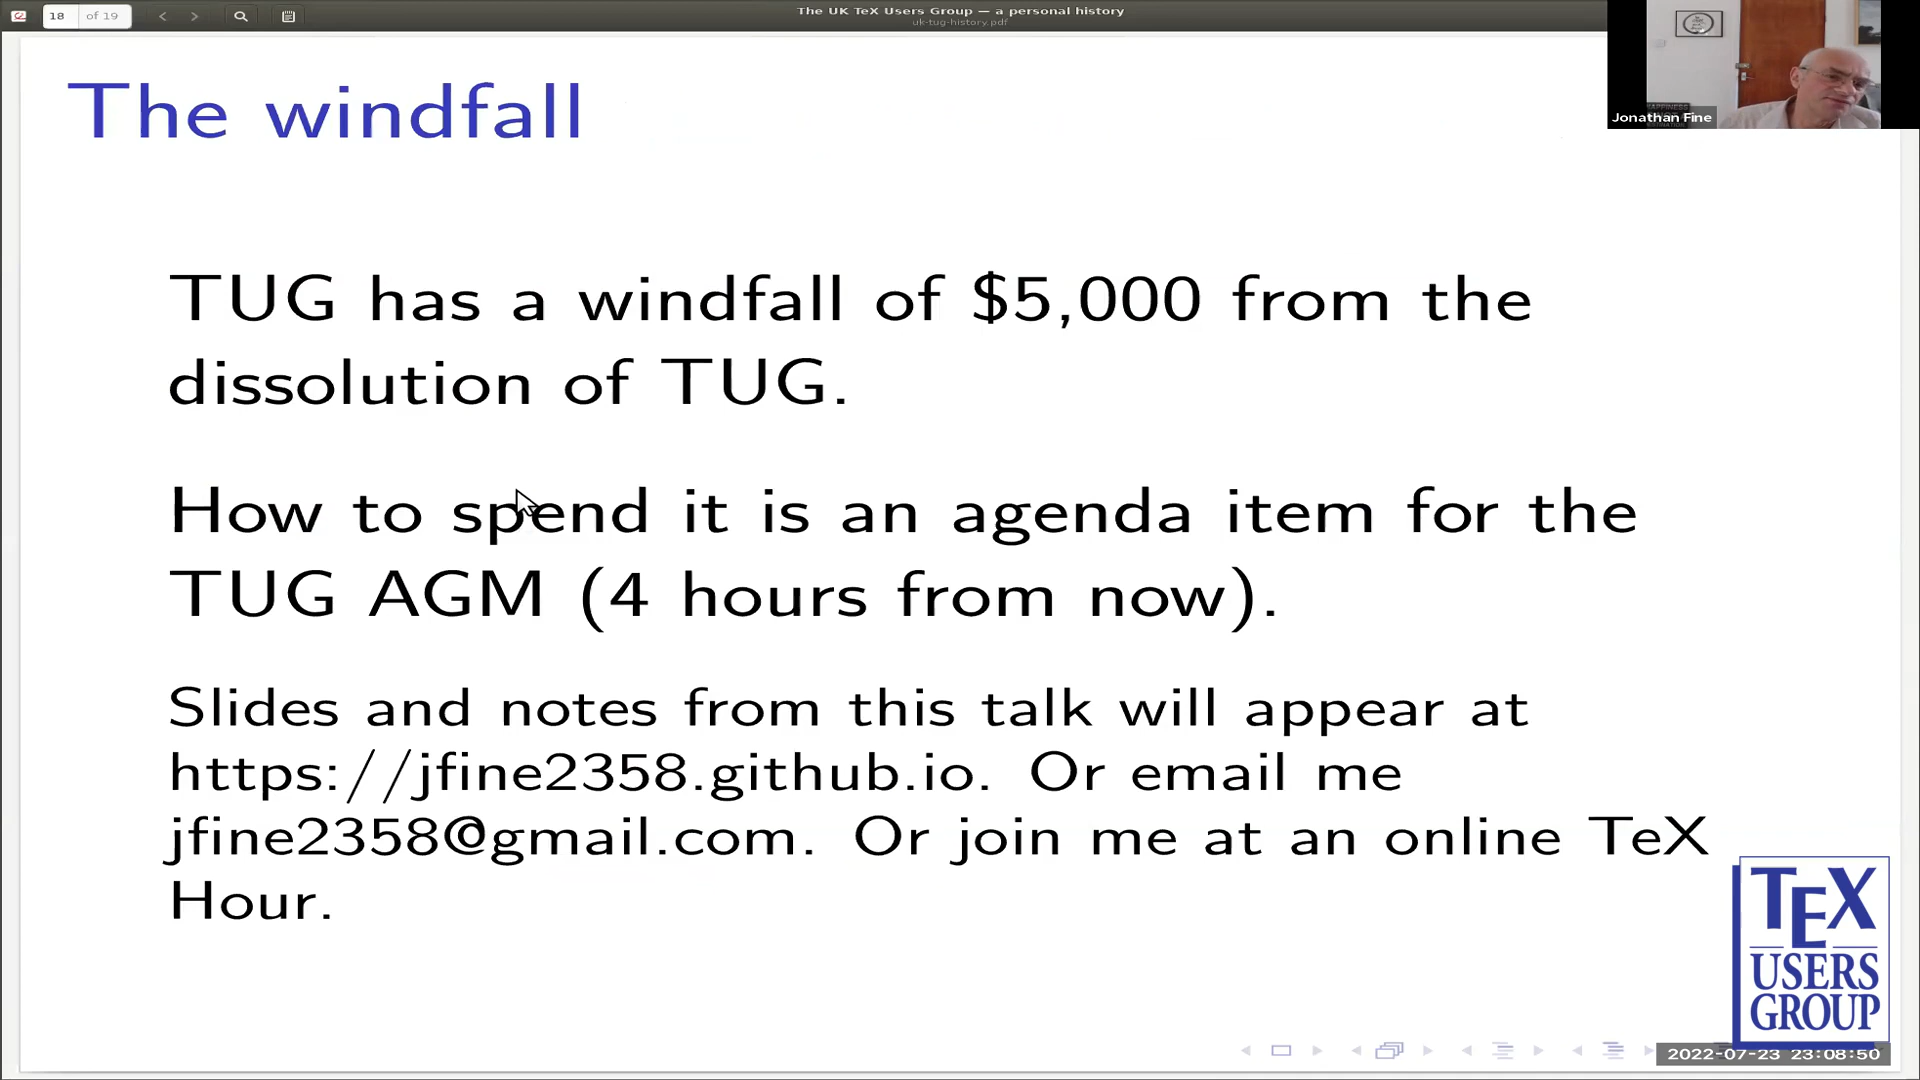 18 of 19
The UK TeX Users Group — a personal history
uk-tug-history.pdf
The windfall
Jonathan Fine
TUG has a windfall of $5,000 from the
dissolution of TUG.
How to spend it is an agenda item for the
TUG AGM (4 hours from now).
Slides and notes from this talk will appear at
https://jfine2358.github.io. Or email me
jfine2358@gmail.com. Or join me at an online TeX
Hour.
TEX
USERS
GROUP
2022-07-23 23:08:50